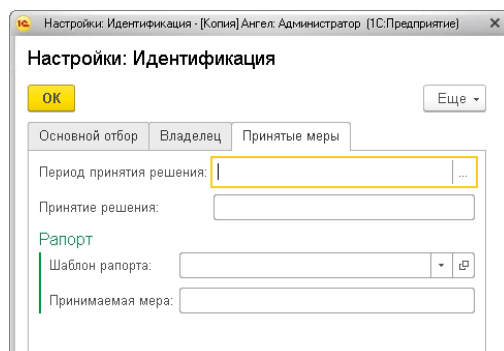 Настройки: Идентификация - [Копия] Ангел: Администратор (1С:Предприятие)
Настройки: Идентификация
ОК
Еще
Основной отбор
Владелец
Принятые меры
Период принятия решения:
...
Принятие решения:
Рапорт
Шаблон рапорта:
Принимаемая мера: